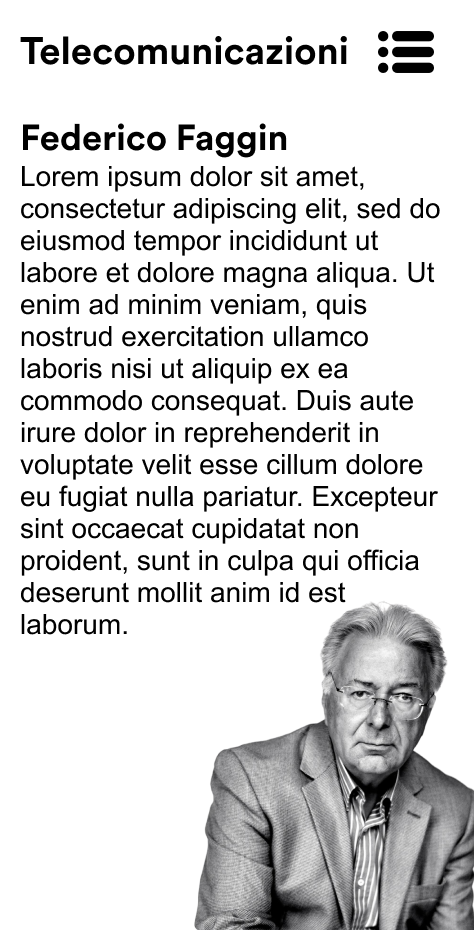 Telecomunicazioni
Federico Faggin
Lorem ipsum dolor sit amet,
consectetur adipiscing elit, sed do
eiusmod tempor incididunt ut
labore et dolore magna aliqua. Ut
enim ad minim veniam, quis
nostrud exercitation ullamco
laboris nisi ut aliquip ex ea
commodo consequat. Duis aute
irure dolor in reprehenderit in
voluptate velit esse cillum dolore
eu fugiat nulla pariatur. Excepteur
sint occaecat cupidatat non
proident, sunt in culpa qui officia
deserunt mollit anim id est
laborum.